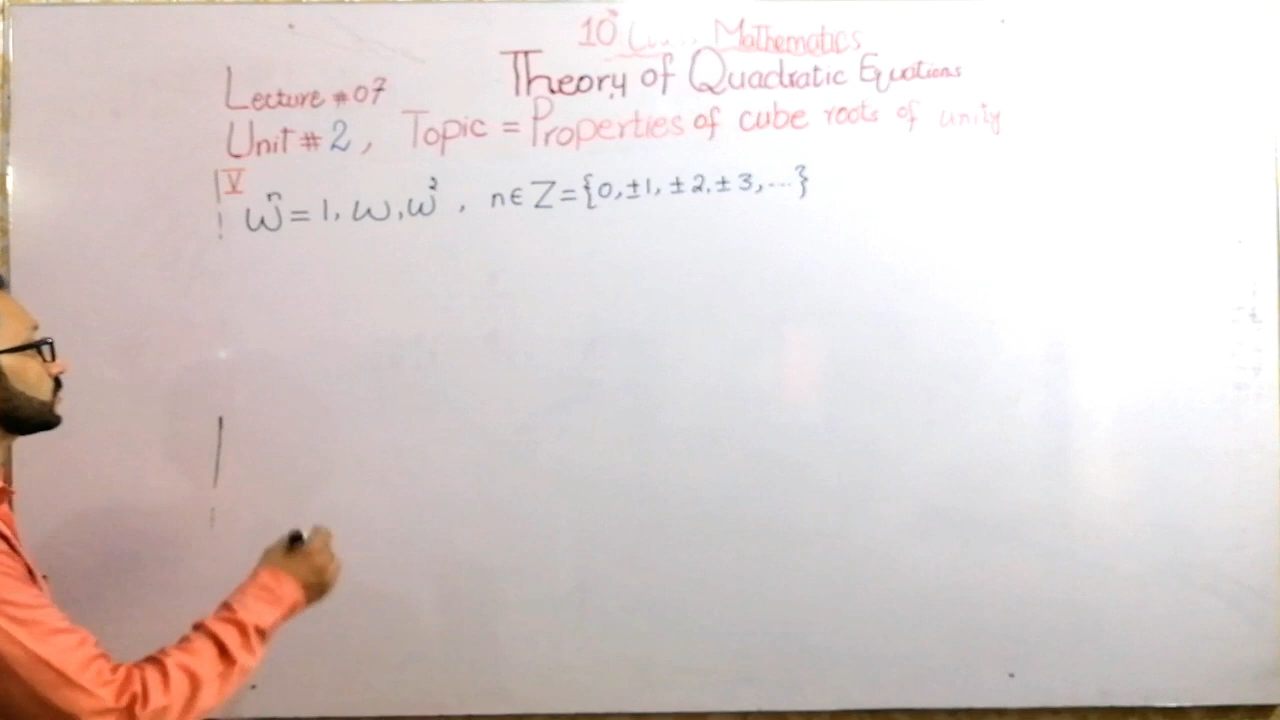 10th Mathematics
Theory of Quadratic Equations
Lecture # 07
Unit # 2, Topic = Properties of cube roots of unity
V
ωⁿ = 1, ω, ω², n ∈ Z = {0, ±1, ±2, ±3, ...}